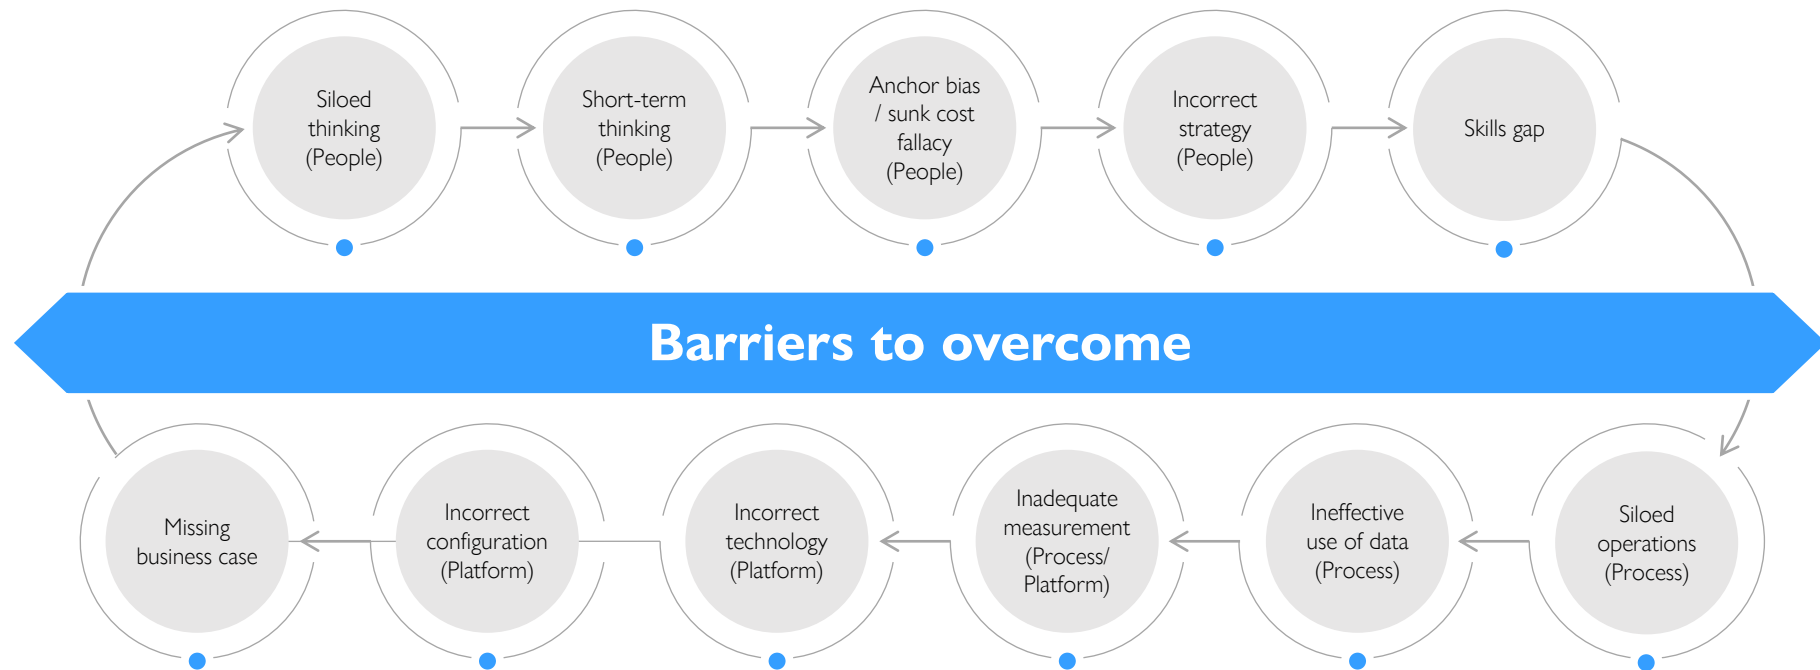 Siloed
thinking
(People)
Short-term
thinking
(People)
Anchor bias
/ sunk cost
fallacy
(People)
Incorrect
strategy
(People)
Skills gap
Barriers to overcome
Missing
business case
Incorrect
configuration
(Platform)
Incorrect
technology
(Platform)
Inadequate
measurement
(Process/
Platform)
Ineffective
use of data
(Process)
Siloed
operations
(Process)